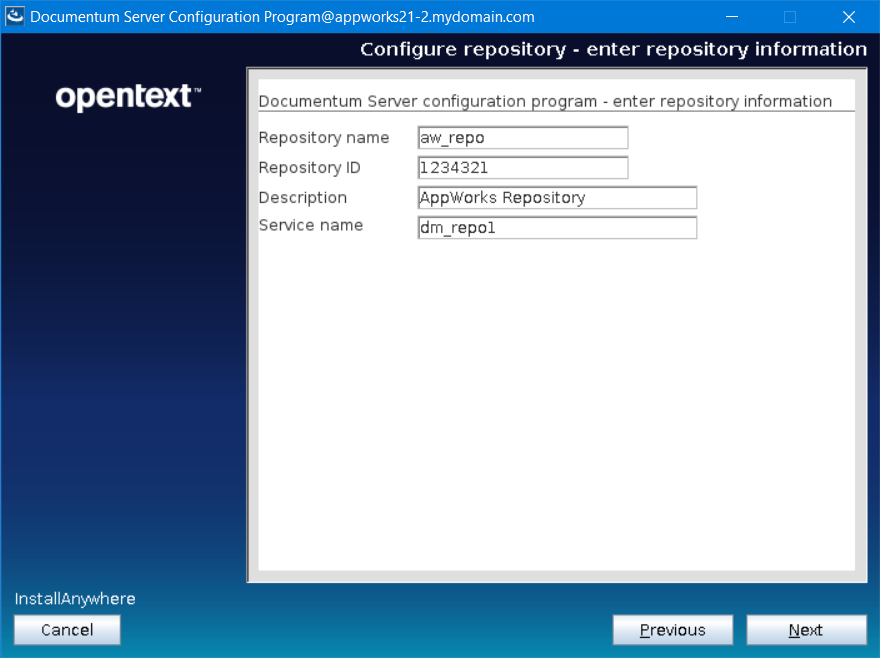 Documentum Server Configuration Program@appworks21-2.mydomain.com
Configure repository - enter repository information
opentext™
Documentum Server configuration program - enter repository information
Repository name aw_repo
Repository ID 1234321
Description AppWorks Repository
Service name dm_repo1
InstallAnywhere
Cancel Previous Next